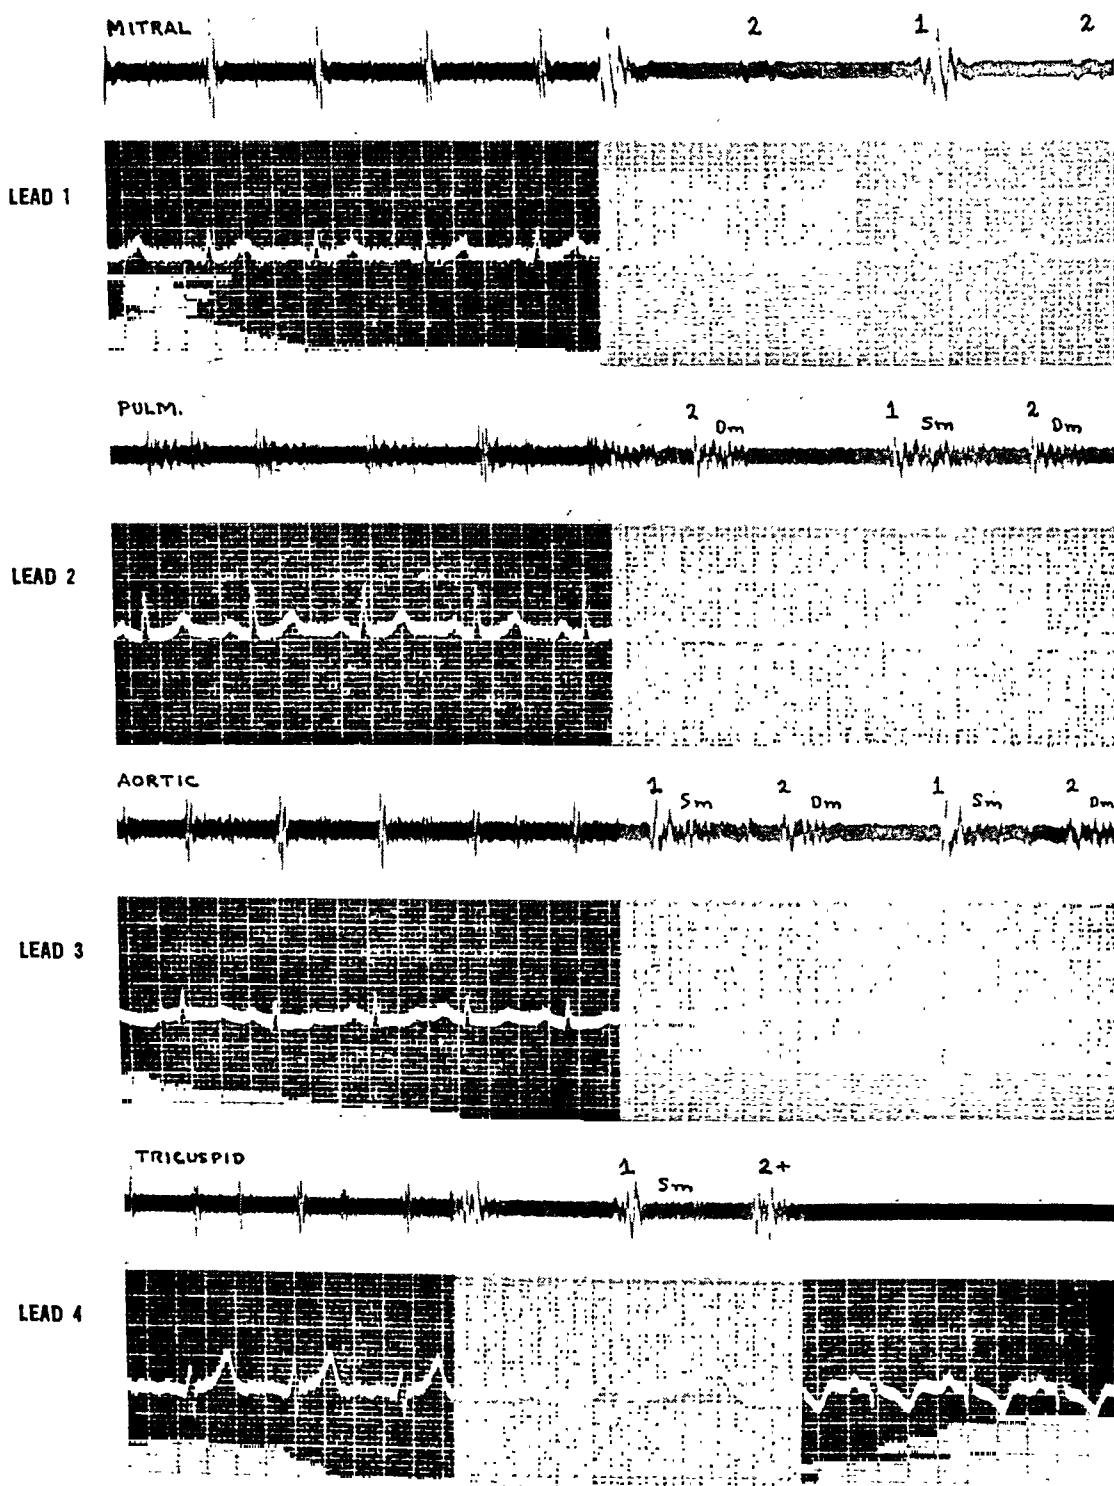 MITRAL 2 1 2
LEAD 1
PULM. 2 Dm 1 Sm 2 Dm
LEAD 2
AORTIC 1 Sm 2 Dm 1 Sm 2 Dm
LEAD 3
TRICUSPID 1 Sm 2+
LEAD 4